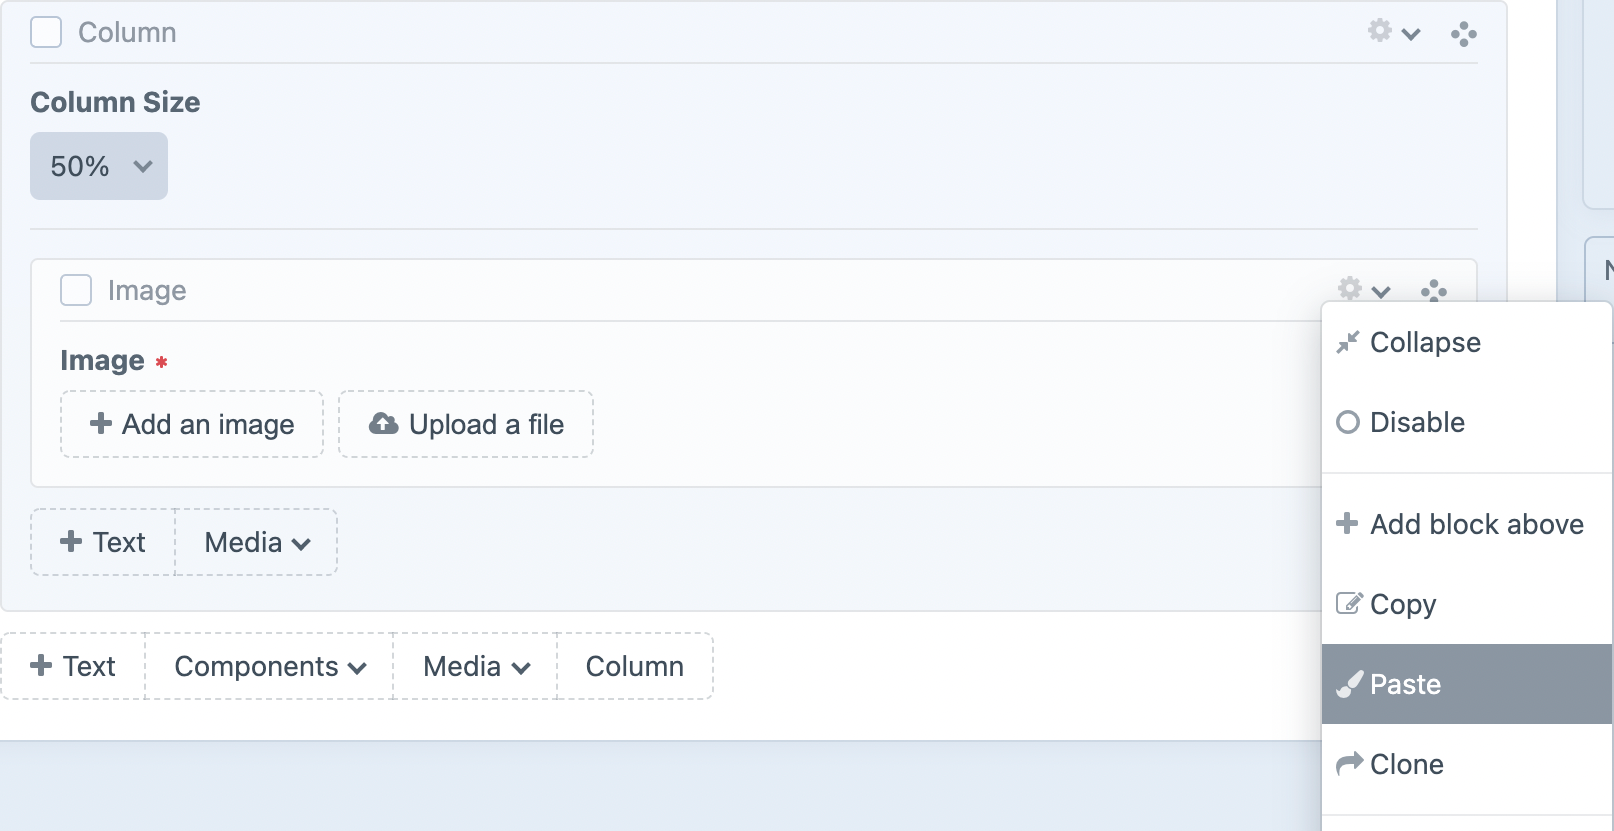 Column
Column Size
50%
Image
Image *
Add an image
Upload a file
Text
Media
Text
Components
Media
Column
Collapse
Disable
Add block above
Copy
Paste
Clone